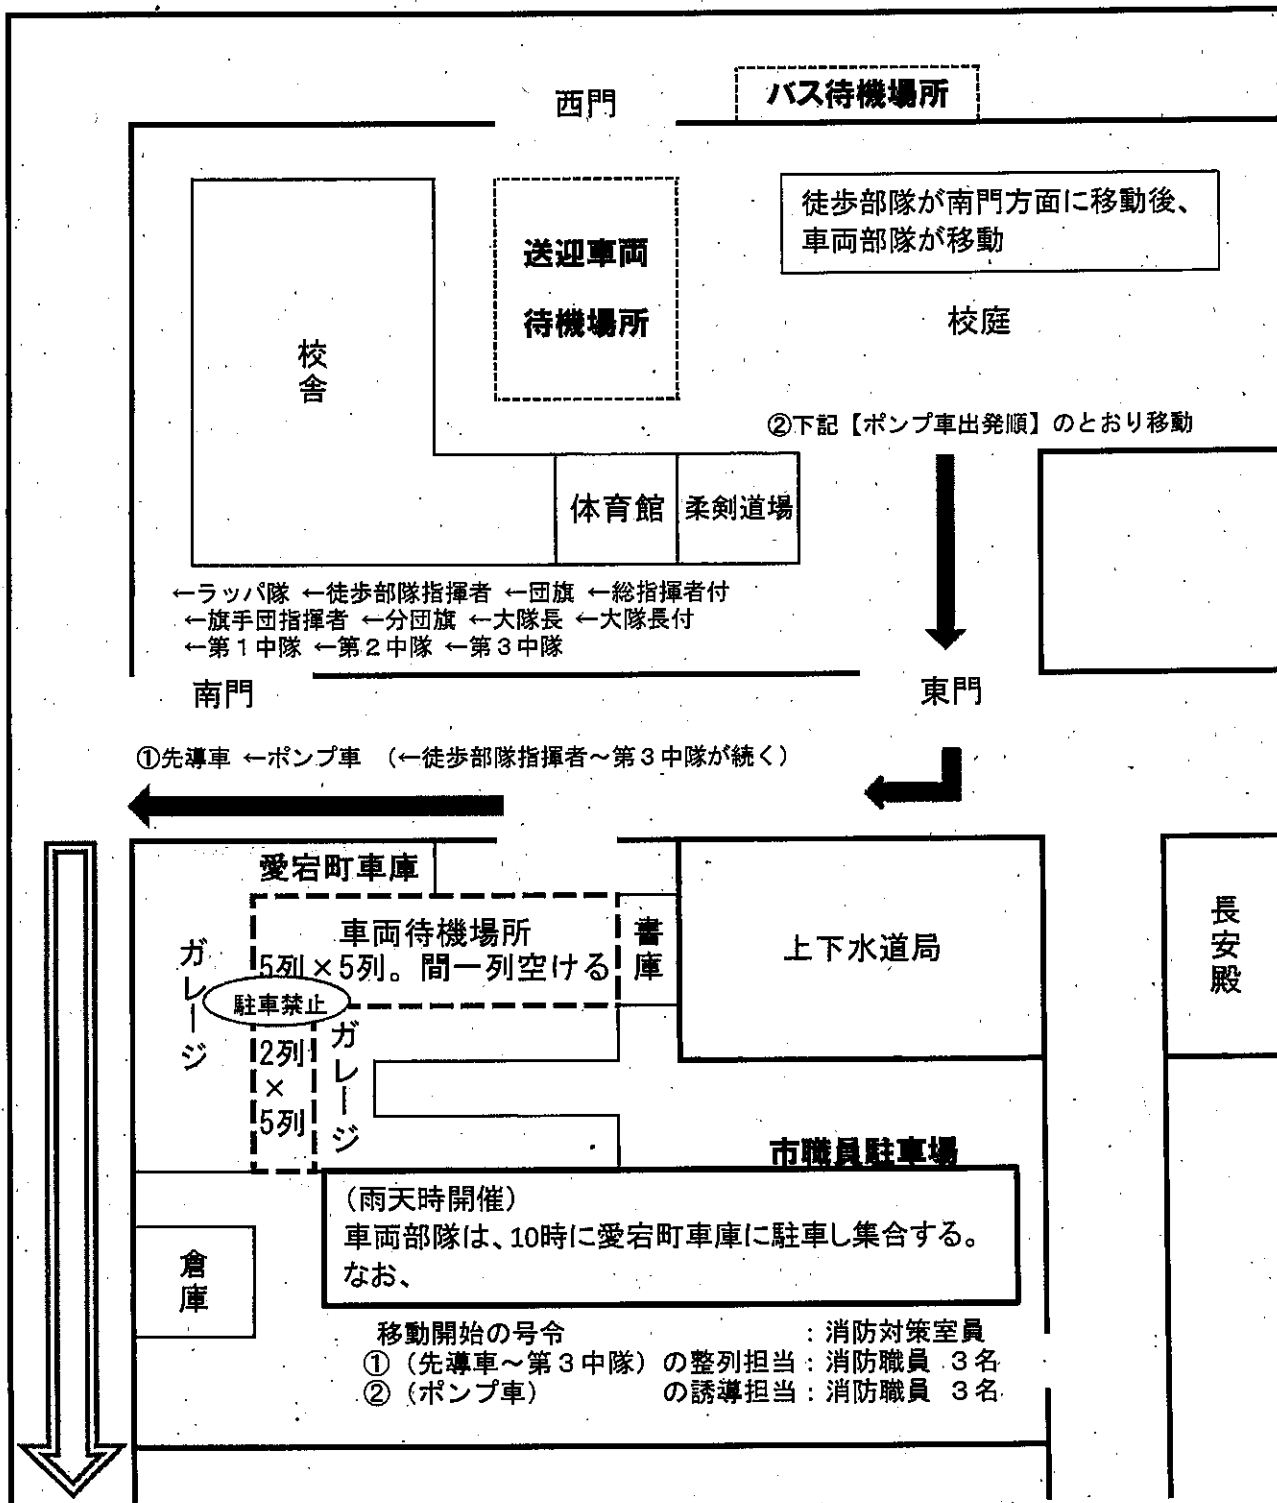 西門
バス待機場所
送迎車両
待機場所
徒歩部隊が南門方面に移動後、
車両部隊が移動
校庭
校舎
②下記【ポンプ車出発順】のとおり移動
体育館
柔剣道場
←ラッパ隊 ←徒歩部隊指揮者 ←団旗 ←総指揮者付
←旗手団指揮者 ←分団旗 ←大隊長 ←大隊長付
←第1中隊 ←第2中隊 ←第3中隊
南門
東門
①先導車 ←ポンプ車 (←徒歩部隊指揮者～第3中隊が続く)
愛宕町車庫
車両待機場所
5列×5列。間一列空ける
書庫
上下水道局
長安殿
ガレージ
駐車禁止
ガレージ
2列
×
5列
市職員駐車場
(雨天時開催)
車両部隊は、10時に愛宕町車庫に駐車し集合する。
なお、
倉庫
移動開始の号令 : 消防対策室員
① (先導車～第3中隊) の整列担当 : 消防職員 3名
② (ポンプ車) の誘導担当 : 消防職員 3名